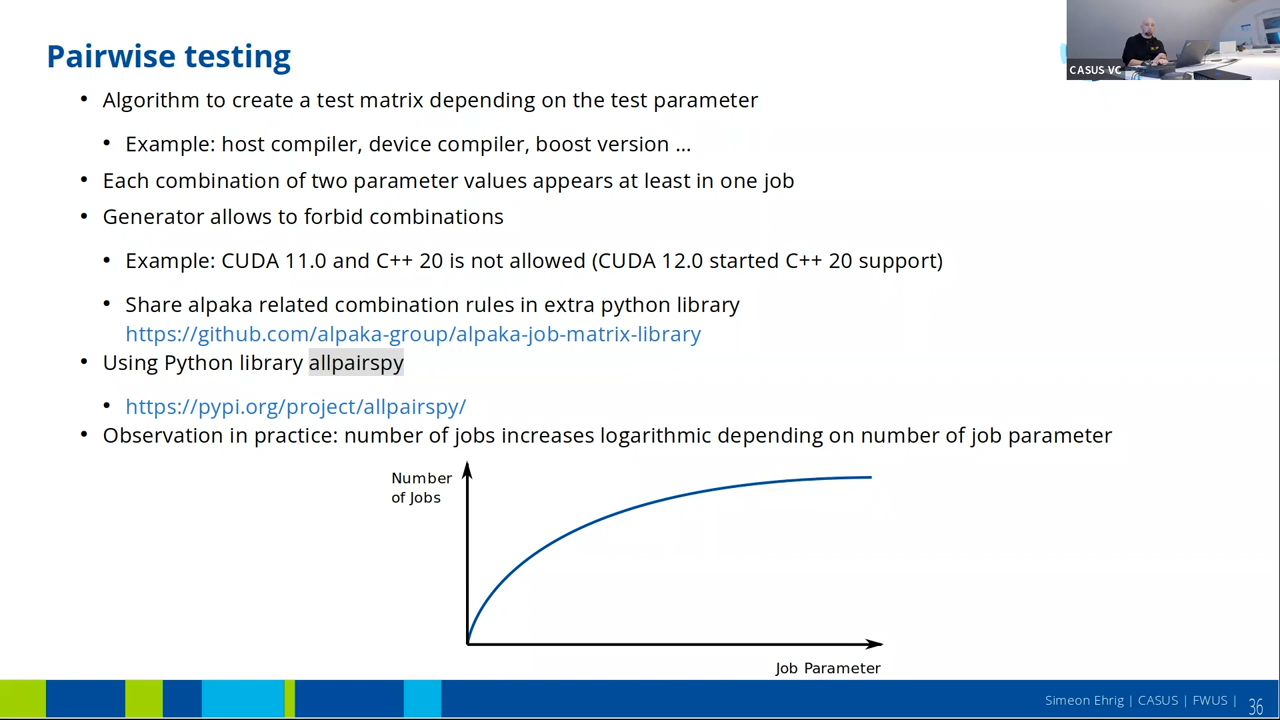 Pairwise testing
CASUS VC
• Algorithm to create a test matrix depending on the test parameter
• Example: host compiler, device compiler, boost version ...
• Each combination of two parameter values appears at least in one job
• Generator allows to forbid combinations
• Example: CUDA 11.0 and C++ 20 is not allowed (CUDA 12.0 started C++ 20 support)
• Share alpaka related combination rules in extra python library
https://github.com/alpaka-group/alpaka-job-matrix-library
• Using Python library allpairspy
• https://pypi.org/project/allpairspy/
• Observation in practice: number of jobs increases logarithmic depending on number of job parameter
Number
of Jobs
Job Parameter
Simeon Ehrig | CASUS | FWUS |
36